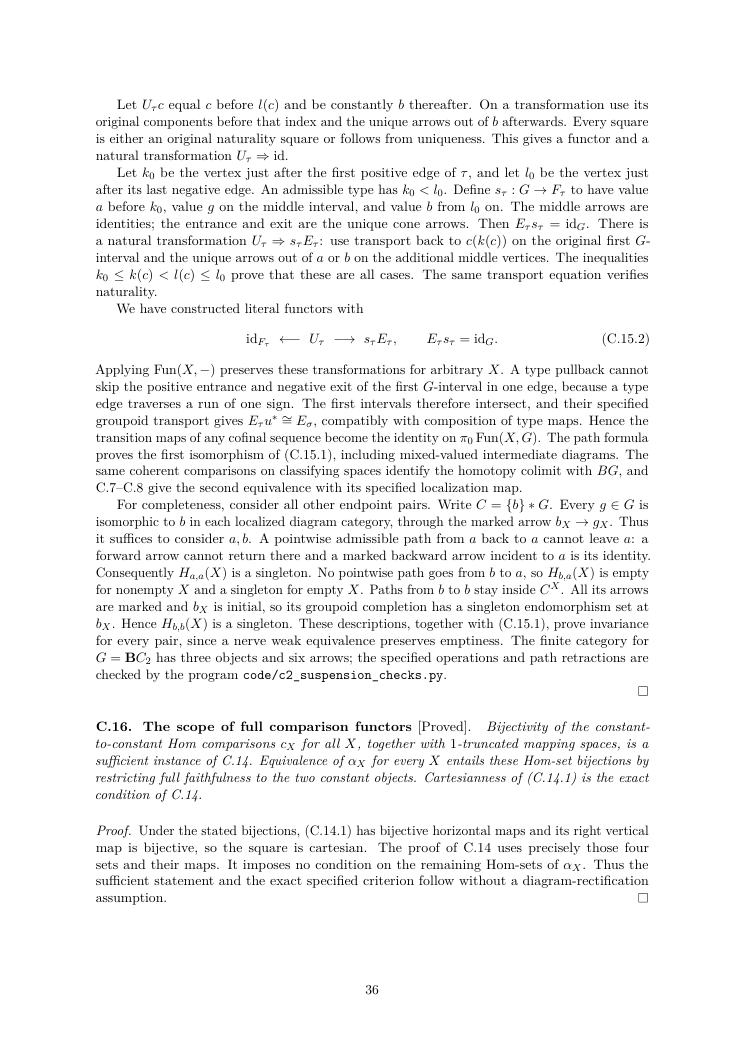 Let U_τ c equal c before l(c) and be constantly b thereafter. On a transformation use its
original components before that index and the unique arrows out of b afterwards. Every square
is either an original naturality square or follows from uniqueness. This gives a functor and a
natural transformation U_τ ⇒ id.
Let k_0 be the vertex just after the first positive edge of τ, and let l_0 be the vertex just
after its last negative edge. An admissible type has k_0 < l_0. Define s_τ : G → F_τ to have value
a before k_0, value g on the middle interval, and value b from l_0 on. The middle arrows are
identities; the entrance and exit are the unique cone arrows. Then E_τ s_τ = id_G. There is
a natural transformation U_τ ⇒ s_τ E_τ: use transport back to c(k(c)) on the original first G-
interval and the unique arrows out of a or b on the additional middle vertices. The inequalities
k_0 ≤ k(c) < l(c) ≤ l_0 prove that these are all cases. The same transport equation verifies
naturality.
We have constructed literal functors with
id_{F_τ} ⟵ U_τ ⟶ s_τ E_τ, E_τ s_τ = id_G. (C.15.2)
Applying Fun(X, −) preserves these transformations for arbitrary X. A type pullback cannot
skip the positive entrance and negative exit of the first G-interval in one edge, because a type
edge traverses a run of one sign. The first intervals therefore intersect, and their specified
groupoid transport gives E_τ u^* ≅ E_σ, compatibly with composition of type maps. Hence the
transition maps of any cofinal sequence become the identity on π_0 Fun(X, G). The path formula
proves the first isomorphism of (C.15.1), including mixed-valued intermediate diagrams. The
same coherent comparisons on classifying spaces identify the homotopy colimit with BG, and
C.7–C.8 give the second equivalence with its specified localization map.
For completeness, consider all other endpoint pairs. Write C = {b} ∗ G. Every g ∈ G is
isomorphic to b in each localized diagram category, through the marked arrow b_X → g_X. Thus
it suffices to consider a, b. A pointwise admissible path from a back to a cannot leave a: a
forward arrow cannot return there and a marked backward arrow incident to a is its identity.
Consequently H_{a,a}(X) is a singleton. No pointwise path goes from b to a, so H_{b,a}(X) is empty
for nonempty X and a singleton for empty X. Paths from b to b stay inside C^X. All its arrows
are marked and b_X is initial, so its groupoid completion has a singleton endomorphism set at
b_X. Hence H_{b,b}(X) is a singleton. These descriptions, together with (C.15.1), prove invariance
for every pair, since a nerve weak equivalence preserves emptiness. The finite category for
G = BC_2 has three objects and six arrows; the specified operations and path retractions are
checked by the program code/c2_suspension_checks.py.
□
C.16. The scope of full comparison functors [Proved]. Bijectivity of the constant-
to-constant Hom comparisons c_X for all X, together with 1-truncated mapping spaces, is a
sufficient instance of C.14. Equivalence of α_X for every X entails these Hom-set bijections by
restricting full faithfulness to the two constant objects. Cartesianness of (C.14.1) is the exact
condition of C.14.
Proof. Under the stated bijections, (C.14.1) has bijective horizontal maps and its right vertical
map is bijective, so the square is cartesian. The proof of C.14 uses precisely those four
sets and their maps. It imposes no condition on the remaining Hom-sets of α_X. Thus the
sufficient statement and the exact specified criterion follow without a diagram-rectification
assumption. □
36